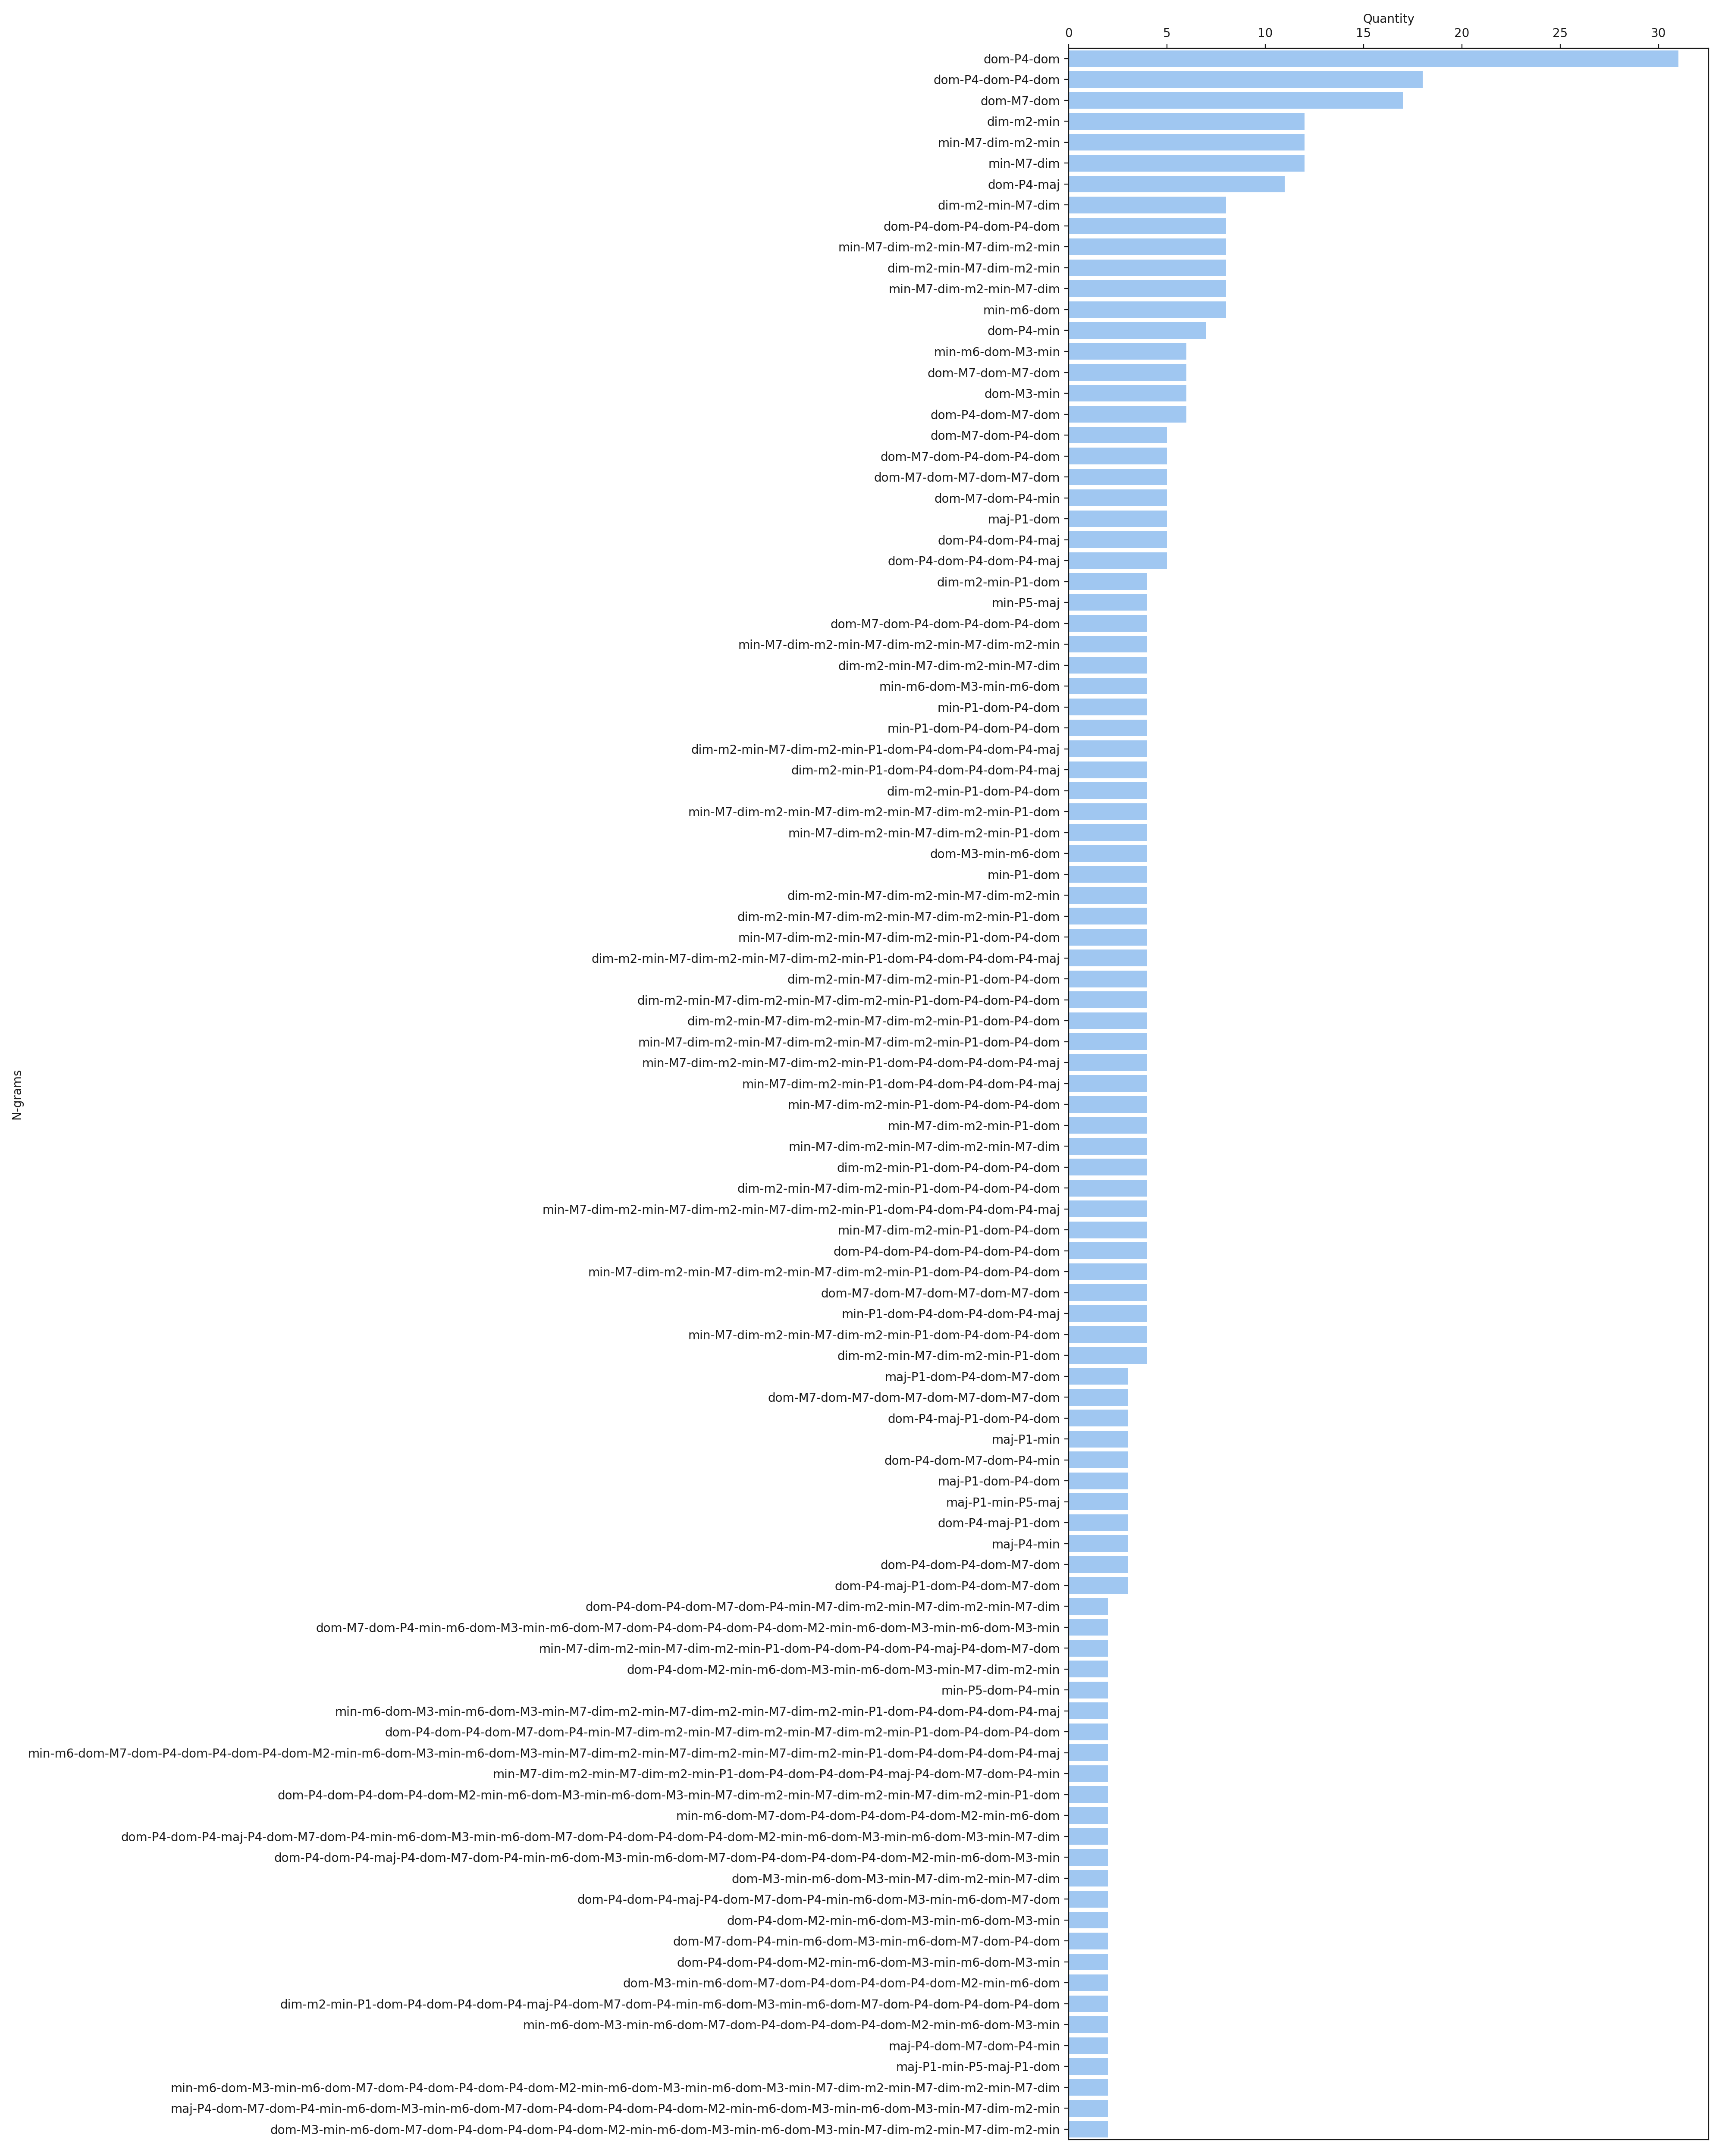 Quantity
0 5 10 15 20 25 30
dom-P4-dom
dom-P4-dom-P4-dom
dom-M7-dom
dim-m2-min
min-M7-dim-m2-min
min-M7-dim
dom-P4-maj
dim-m2-min-M7-dim
dom-P4-dom-P4-dom-P4-dom
min-M7-dim-m2-min-M7-dim-m2-min
dim-m2-min-M7-dim-m2-min
min-M7-dim-m2-min-M7-dim
min-m6-dom
dom-P4-min
min-m6-dom-M3-min
dom-M7-dom-M7-dom
dom-M3-min
dom-P4-dom-M7-dom
dom-M7-dom-P4-dom
dom-M7-dom-P4-dom-P4-dom
dom-M7-dom-M7-dom-M7-dom
dom-M7-dom-P4-min
maj-P1-dom
dom-P4-dom-P4-maj
dom-P4-dom-P4-dom-P4-maj
dim-m2-min-P1-dom
min-P5-maj
dom-M7-dom-P4-dom-P4-dom-P4-dom
min-M7-dim-m2-min-M7-dim-m2-min-M7-dim-m2-min
dim-m2-min-M7-dim-m2-min-M7-dim
min-m6-dom-M3-min-m6-dom
min-P1-dom-P4-dom
min-P1-dom-P4-dom-P4-dom
dim-m2-min-M7-dim-m2-min-P1-dom-P4-dom-P4-dom-P4-maj
dim-m2-min-P1-dom-P4-dom-P4-dom-P4-maj
dim-m2-min-P1-dom-P4-dom
min-M7-dim-m2-min-M7-dim-m2-min-M7-dim-m2-min-P1-dom
min-M7-dim-m2-min-M7-dim-m2-min-P1-dom
dom-M3-min-m6-dom
min-P1-dom
dim-m2-min-M7-dim-m2-min-M7-dim-m2-min
dim-m2-min-M7-dim-m2-min-M7-dim-m2-min-P1-dom
min-M7-dim-m2-min-M7-dim-m2-min-P1-dom-P4-dom
dim-m2-min-M7-dim-m2-min-M7-dim-m2-min-P1-dom-P4-dom-P4-dom-P4-maj
dim-m2-min-M7-dim-m2-min-P1-dom-P4-dom
dim-m2-min-M7-dim-m2-min-M7-dim-m2-min-P1-dom-P4-dom-P4-dom
dim-m2-min-M7-dim-m2-min-M7-dim-m2-min-P1-dom-P4-dom
min-M7-dim-m2-min-M7-dim-m2-min-M7-dim-m2-min-P1-dom-P4-dom
min-M7-dim-m2-min-M7-dim-m2-min-P1-dom-P4-dom-P4-dom-P4-maj
min-M7-dim-m2-min-P1-dom-P4-dom-P4-dom-P4-maj
min-M7-dim-m2-min-P1-dom-P4-dom-P4-dom
min-M7-dim-m2-min-P1-dom
min-M7-dim-m2-min-M7-dim-m2-min-M7-dim
dim-m2-min-P1-dom-P4-dom-P4-dom
dim-m2-min-M7-dim-m2-min-P1-dom-P4-dom-P4-dom
min-M7-dim-m2-min-M7-dim-m2-min-M7-dim-m2-min-P1-dom-P4-dom-P4-dom-P4-maj
min-M7-dim-m2-min-P1-dom-P4-dom
dom-P4-dom-P4-dom-P4-dom-P4-dom
min-M7-dim-m2-min-M7-dim-m2-min-M7-dim-m2-min-P1-dom-P4-dom-P4-dom
dom-M7-dom-M7-dom-M7-dom-M7-dom
min-P1-dom-P4-dom-P4-dom-P4-maj
min-M7-dim-m2-min-M7-dim-m2-min-P1-dom-P4-dom-P4-dom
dim-m2-min-M7-dim-m2-min-P1-dom
maj-P1-dom-P4-dom-M7-dom
dom-M7-dom-M7-dom-M7-dom-M7-dom-M7-dom
dom-P4-maj-P1-dom-P4-dom
maj-P1-min
dom-P4-dom-M7-dom-P4-min
maj-P1-dom-P4-dom
maj-P1-min-P5-maj
dom-P4-maj-P1-dom
maj-P4-min
dom-P4-dom-P4-dom-M7-dom
dom-P4-maj-P1-dom-P4-dom-M7-dom
dom-P4-dom-P4-dom-M7-dom-P4-min-M7-dim-m2-min-M7-dim-m2-min-M7-dim
dom-M7-dom-P4-min-m6-dom-M3-min-m6-dom-M7-dom-P4-dom-P4-dom-P4-dom-M2-min-m6-dom-M3-min-m6-dom-M3-min
min-M7-dim-m2-min-M7-dim-m2-min-P1-dom-P4-dom-P4-dom-P4-maj-P4-dom-M7-dom
dom-P4-dom-M2-min-m6-dom-M3-min-m6-dom-M3-min-M7-dim-m2-min
min-P5-dom-P4-min
min-m6-dom-M3-min-m6-dom-M3-min-M7-dim-m2-min-M7-dim-m2-min-M7-dim-m2-min-P1-dom-P4-dom-P4-dom-P4-maj
dom-P4-dom-P4-dom-M7-dom-P4-min-M7-dim-m2-min-M7-dim-m2-min-M7-dim-m2-min-P1-dom-P4-dom-P4-dom
min-m6-dom-M7-dom-P4-dom-P4-dom-P4-dom-M2-min-m6-dom-M3-min-m6-dom-M3-min-M7-dim-m2-min-M7-dim-m2-min-M7-dim-m2-min-P1-dom-P4-dom-P4-dom-P4-maj
min-M7-dim-m2-min-M7-dim-m2-min-P1-dom-P4-dom-P4-dom-P4-maj-P4-dom-M7-dom-P4-min
dom-P4-dom-P4-dom-P4-dom-M2-min-m6-dom-M3-min-m6-dom-M3-min-M7-dim-m2-min-M7-dim-m2-min-M7-dim-m2-min-P1-dom
min-m6-dom-M7-dom-P4-dom-P4-dom-P4-dom-M2-min-m6-dom
dom-P4-dom-P4-maj-P4-dom-M7-dom-P4-min-m6-dom-M3-min-m6-dom-M7-dom-P4-dom-P4-dom-P4-dom-M2-min-m6-dom-M3-min-m6-dom-M3-min-M7-dim
dom-P4-dom-P4-maj-P4-dom-M7-dom-P4-min-m6-dom-M3-min-m6-dom-M7-dom-P4-dom-P4-dom-P4-dom-M2-min-m6-dom-M3-min
dom-M3-min-m6-dom-M3-min-M7-dim-m2-min-M7-dim
dom-P4-dom-P4-maj-P4-dom-M7-dom-P4-min-m6-dom-M3-min-m6-dom-M7-dom
dom-P4-dom-M2-min-m6-dom-M3-min-m6-dom-M3-min
dom-M7-dom-P4-min-m6-dom-M3-min-m6-dom-M7-dom-P4-dom
dom-P4-dom-P4-dom-M2-min-m6-dom-M3-min-m6-dom-M3-min
dom-M3-min-m6-dom-M7-dom-P4-dom-P4-dom-P4-dom-M2-min-m6-dom
dim-m2-min-P1-dom-P4-dom-P4-dom-P4-maj-P4-dom-M7-dom-P4-min-m6-dom-M3-min-m6-dom-M7-dom-P4-dom-P4-dom-P4-dom
min-m6-dom-M3-min-m6-dom-M7-dom-P4-dom-P4-dom-P4-dom-M2-min-m6-dom-M3-min
maj-P4-dom-M7-dom-P4-min
maj-P1-min-P5-maj-P1-dom
min-m6-dom-M3-min-m6-dom-M7-dom-P4-dom-P4-dom-P4-dom-M2-min-m6-dom-M3-min-m6-dom-M3-min-M7-dim-m2-min-M7-dim-m2-min-M7-dim
maj-P4-dom-M7-dom-P4-min-m6-dom-M3-min-m6-dom-M7-dom-P4-dom-P4-dom-P4-dom-M2-min-m6-dom-M3-min-m6-dom-M3-min-M7-dim-m2-min
dom-M3-min-m6-dom-M7-dom-P4-dom-P4-dom-P4-dom-M2-min-m6-dom-M3-min-m6-dom-M3-min-M7-dim-m2-min-M7-dim-m2-min
N-grams